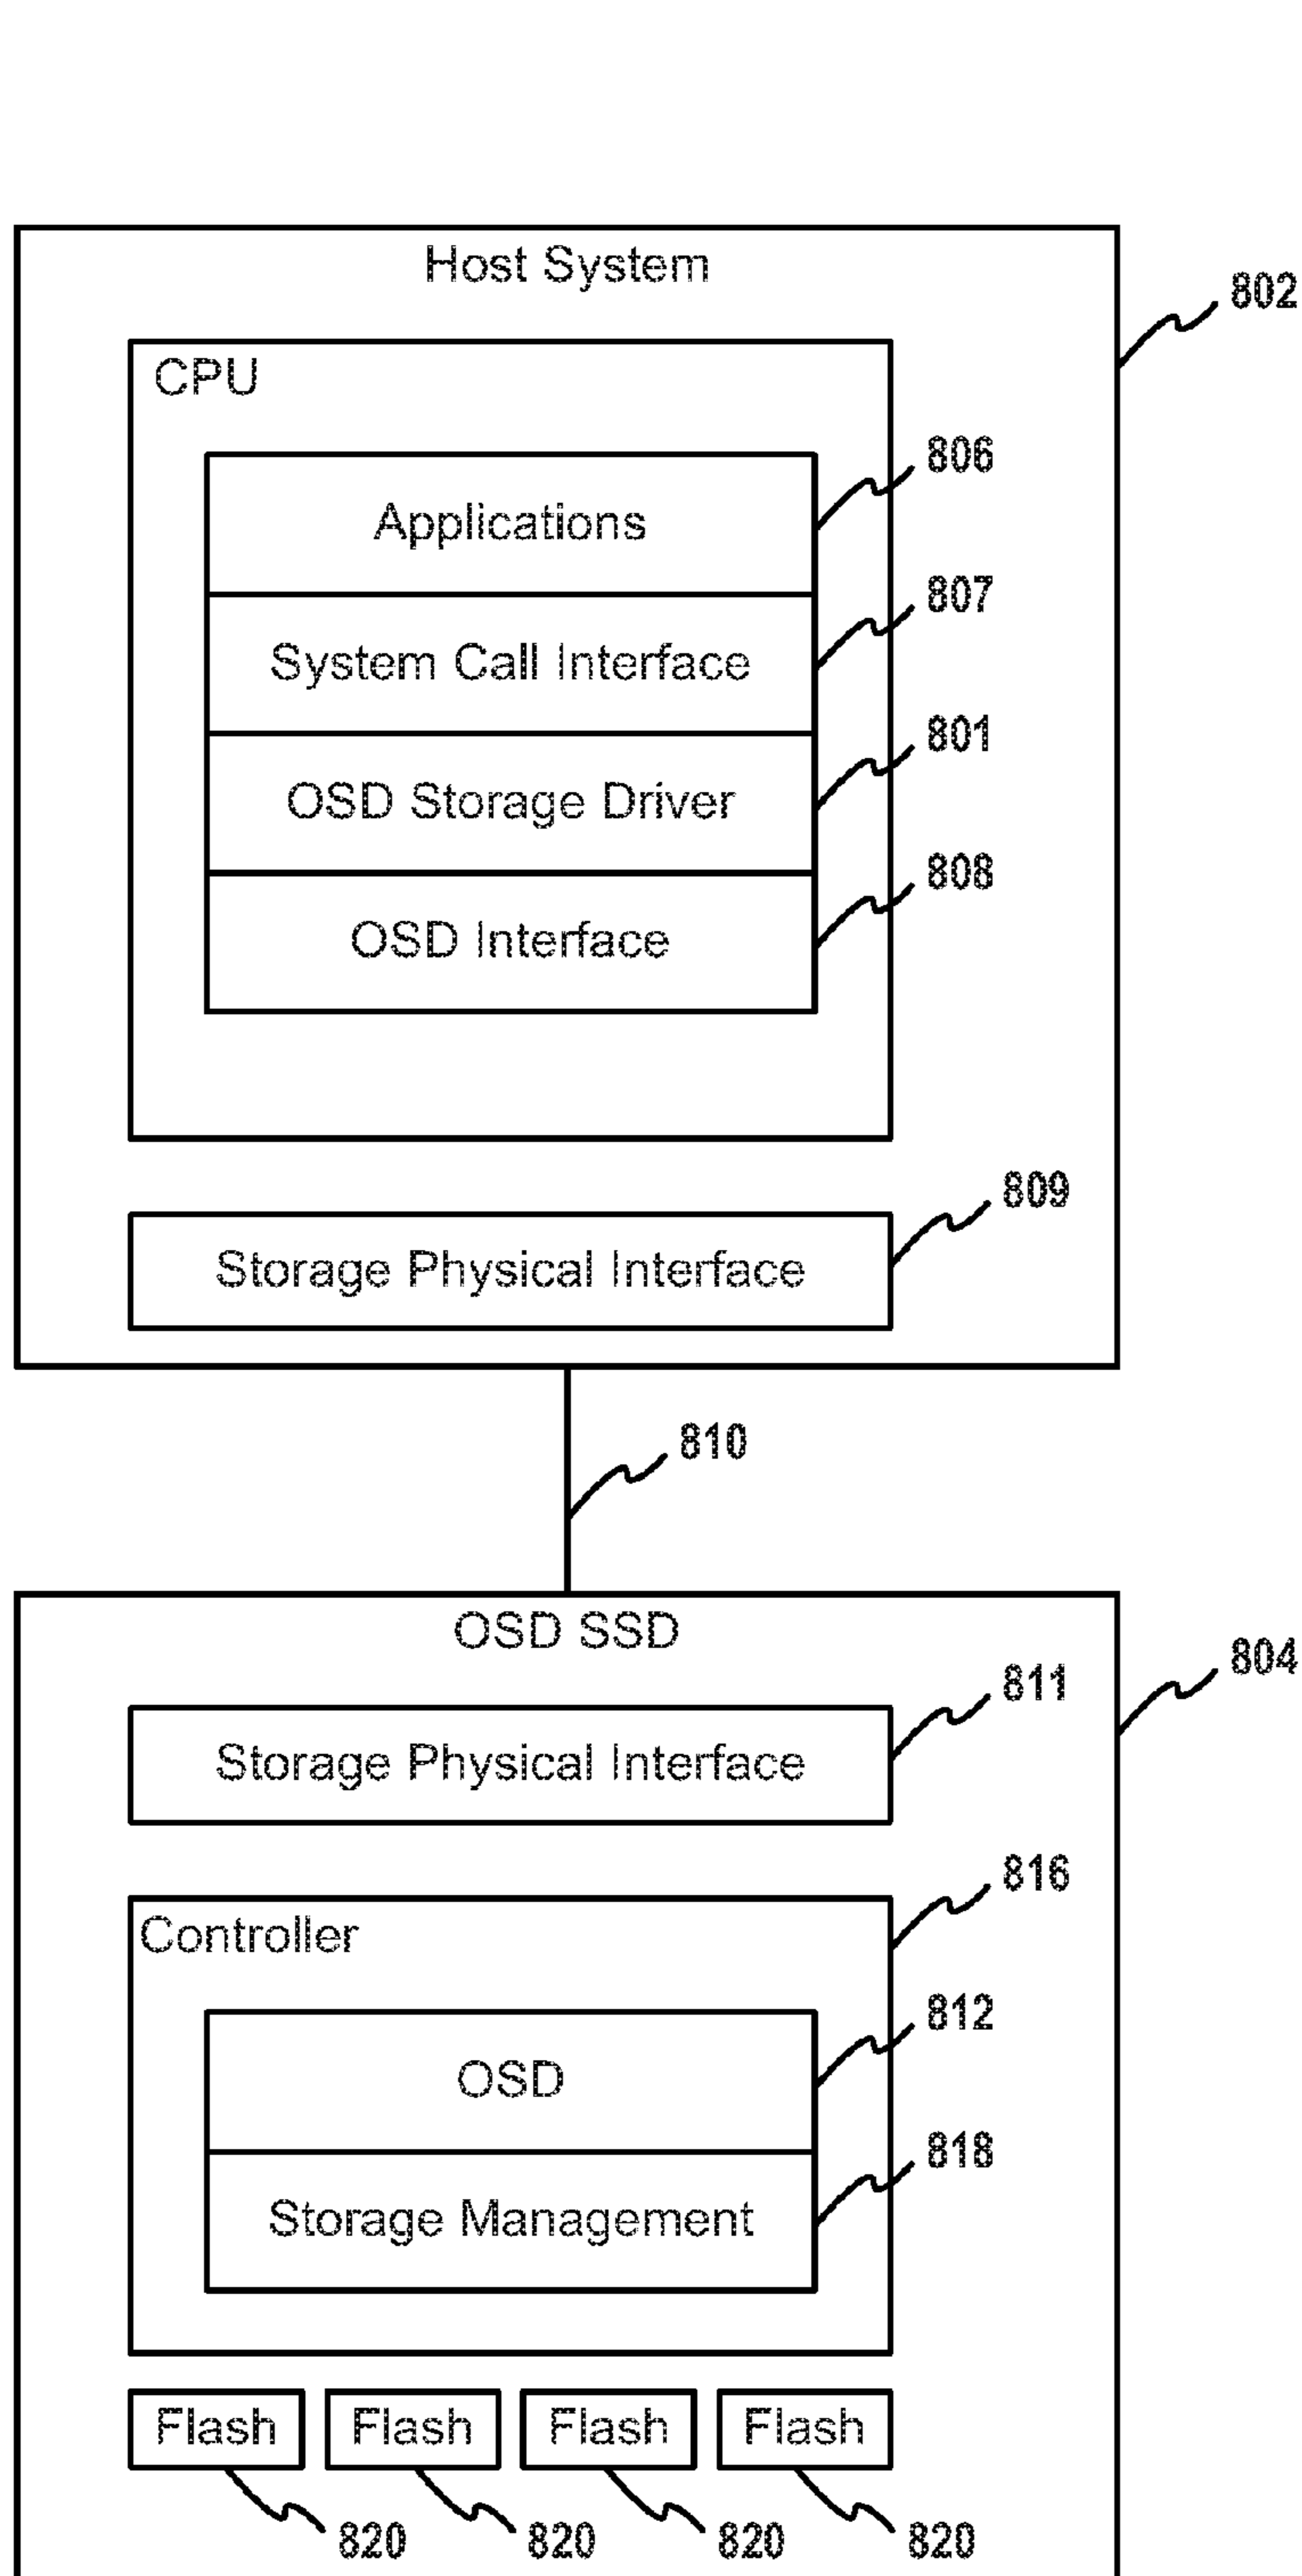 Host System
802
CPU
806
Applications
807
System Call Interface
801
OSD Storage Driver
808
OSD Interface
809
Storage Physical Interface
810
OSD SSD
804
811
Storage Physical Interface
816
Controller
812
OSD
818
Storage Management
Flash Flash Flash Flash
820 820 820 820